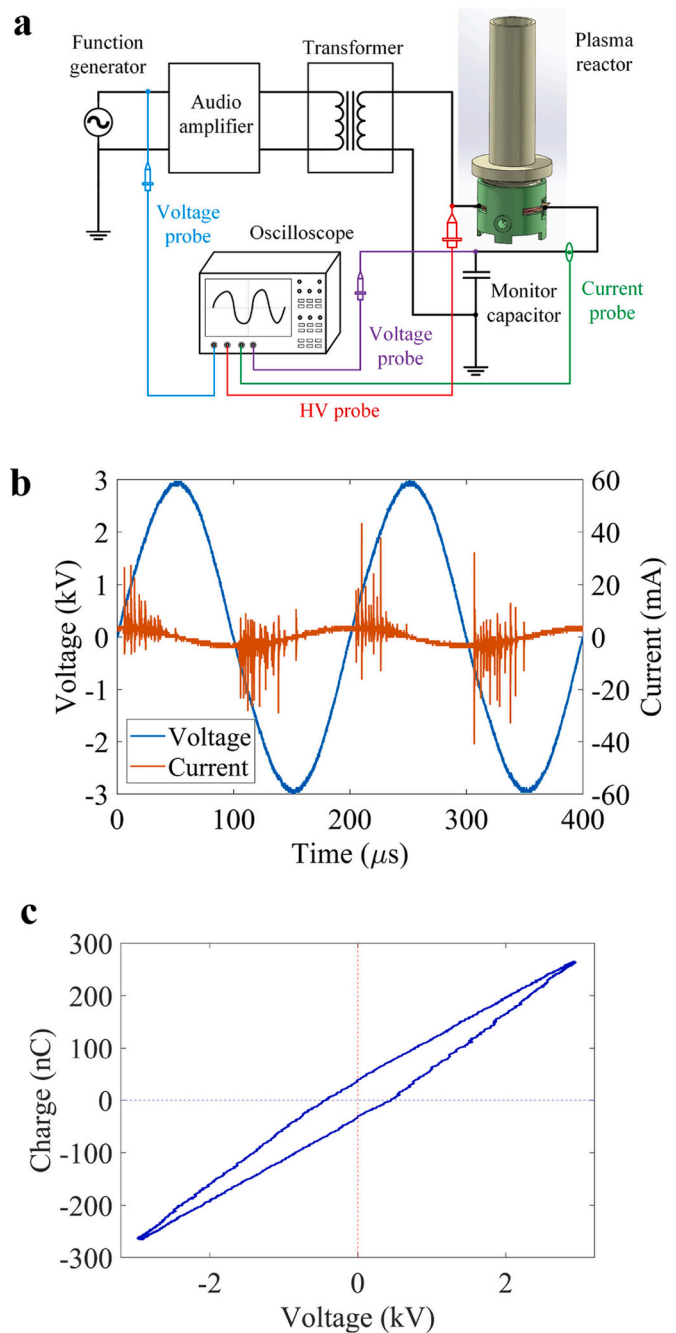 a
Function
generator
Audio
amplifier
Transformer
Plasma
reactor
Voltage
probe
Oscilloscope
Voltage
probe
Monitor
capacitor
Current
probe
HV probe
b
3
2
1
0
-1
-2
-3
Voltage (kV)
60
40
20
0
-20
-40
-60
Current (mA)
Voltage
Current
0
100
200
300
400
Time (μs)
c
300
200
100
0
-100
-200
-300
Charge (nC)
-2
0
2
Voltage (kV)